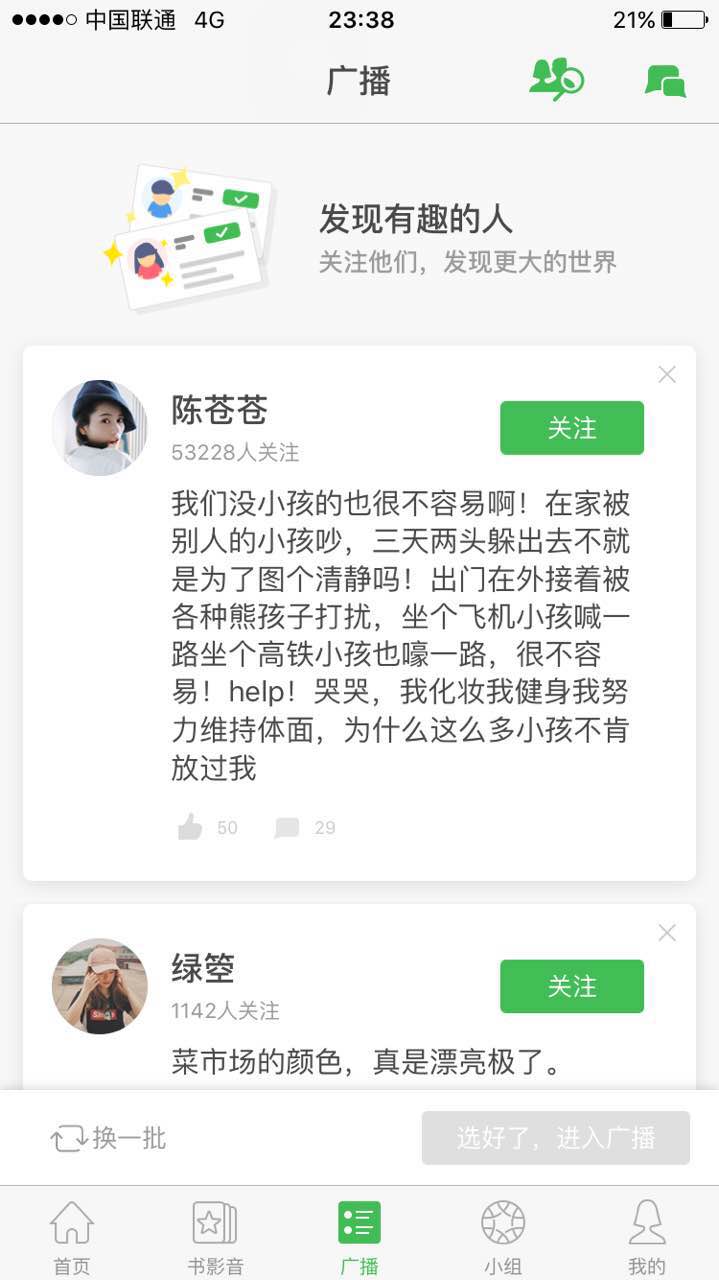 中国联通 4G 23:38 21%
广播
发现有趣的人
关注他们，发现更大的世界
陈苍苍
53228人关注
关注
我们没小孩的也很不容易啊！在家被
别人的小孩吵，三天两头躲出去不就
是为了图个清静吗！出门在外接着被
各种熊孩子打扰，坐个飞机小孩喊一
路坐个高铁小孩也嚎一路，很不容
易！help！哭哭，我化妆我健身我努
力维持体面，为什么这么多小孩不肯
放过我
50 29
绿箜
1142人关注
关注
菜市场的颜色，真是漂亮极了。
换一批
选好了，进入广播
首页 书影音 广播 小组 我的